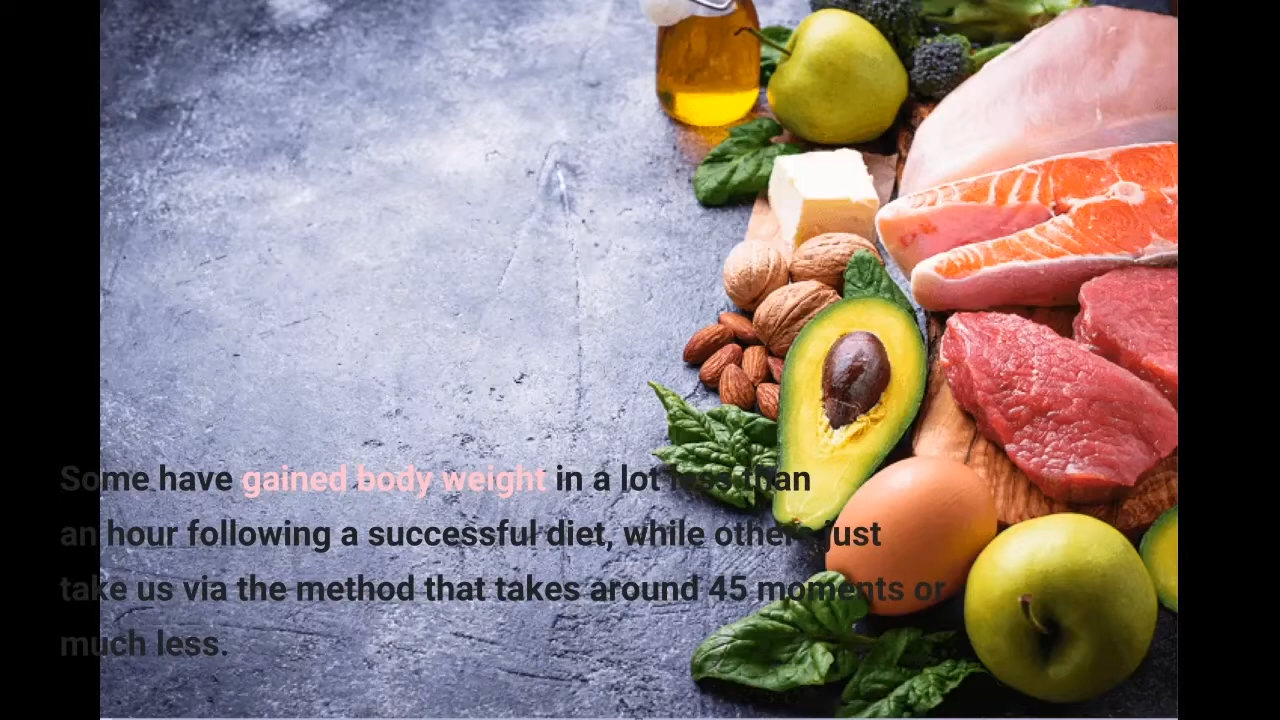 Some have gained body weight in a lot less than
an hour following a successful diet, while others just
take us via the method that takes around 45 moments or
much less.